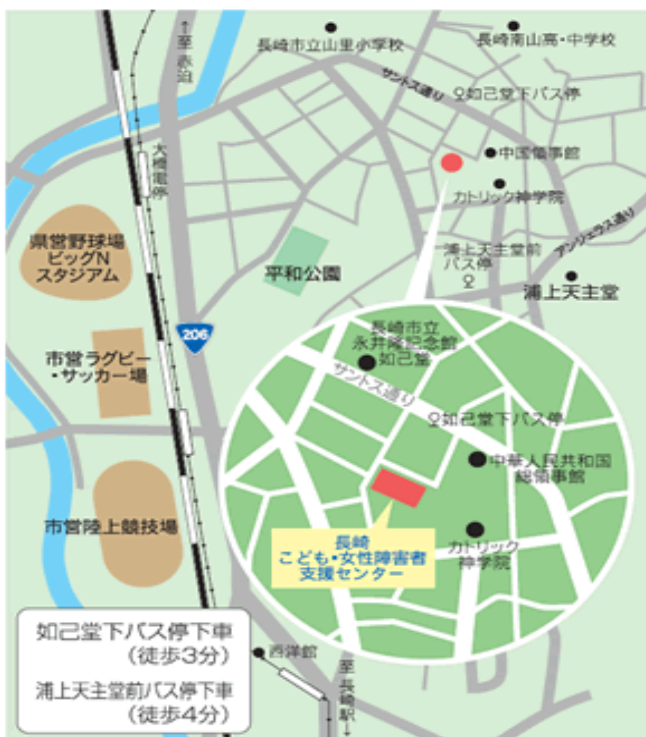 ←至 赤泊
長崎市立山里小学校
長崎南山高・中学校
サントス通り
如己堂下バス停
中国領事館
カトリック神学院
大橋電停
県営野球場
ビッグN
スタジアム
平和公園
浦上天主堂前
バス停
アンジェラス通り
浦上天主堂
206
市営ラグビー
・サッカー場
長崎市立
永井隆記念館
如己堂
サントス通り
如己堂下バス停
中華人民共和国
総領事館
市営陸上競技場
長崎
こども・女性障害者
支援センター
カトリック
神学院
如己堂下バス停下車
(徒歩3分)
浦上天主堂前バス停下車
(徒歩4分)
西洋館
至 長崎駅→